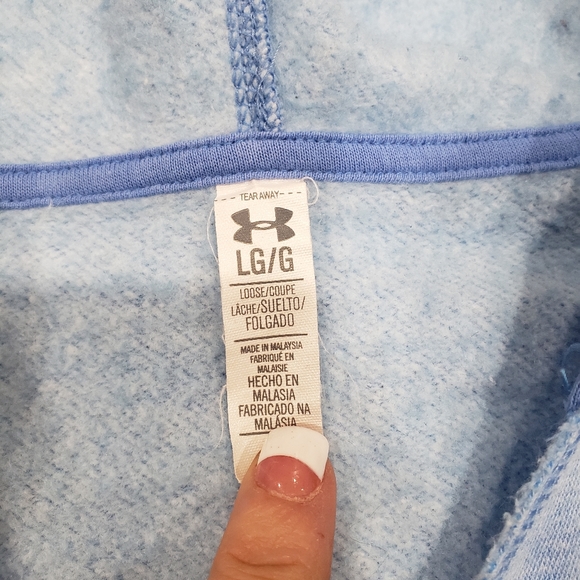 TEAR AWAY
LG/G
LOOSE/COUPE
LÂCHE/SUELTO/
FOLGADO
MADE IN MALAYSIA
FABRIQUÉ EN
MALAISIE
HECHO EN
MALASIA
FABRICADO NA
MALÁSIA